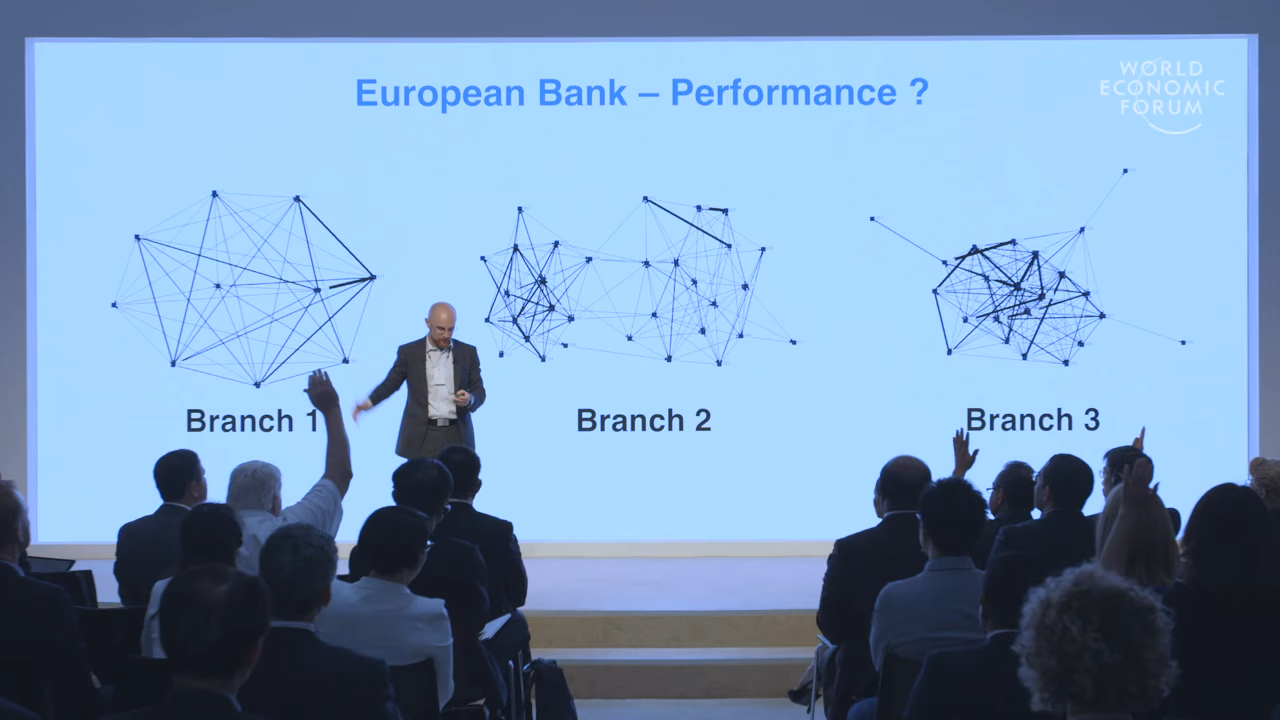 European Bank – Performance ?
WORLD
ECONOMIC
FORUM
Branch 1
Branch 2
Branch 3